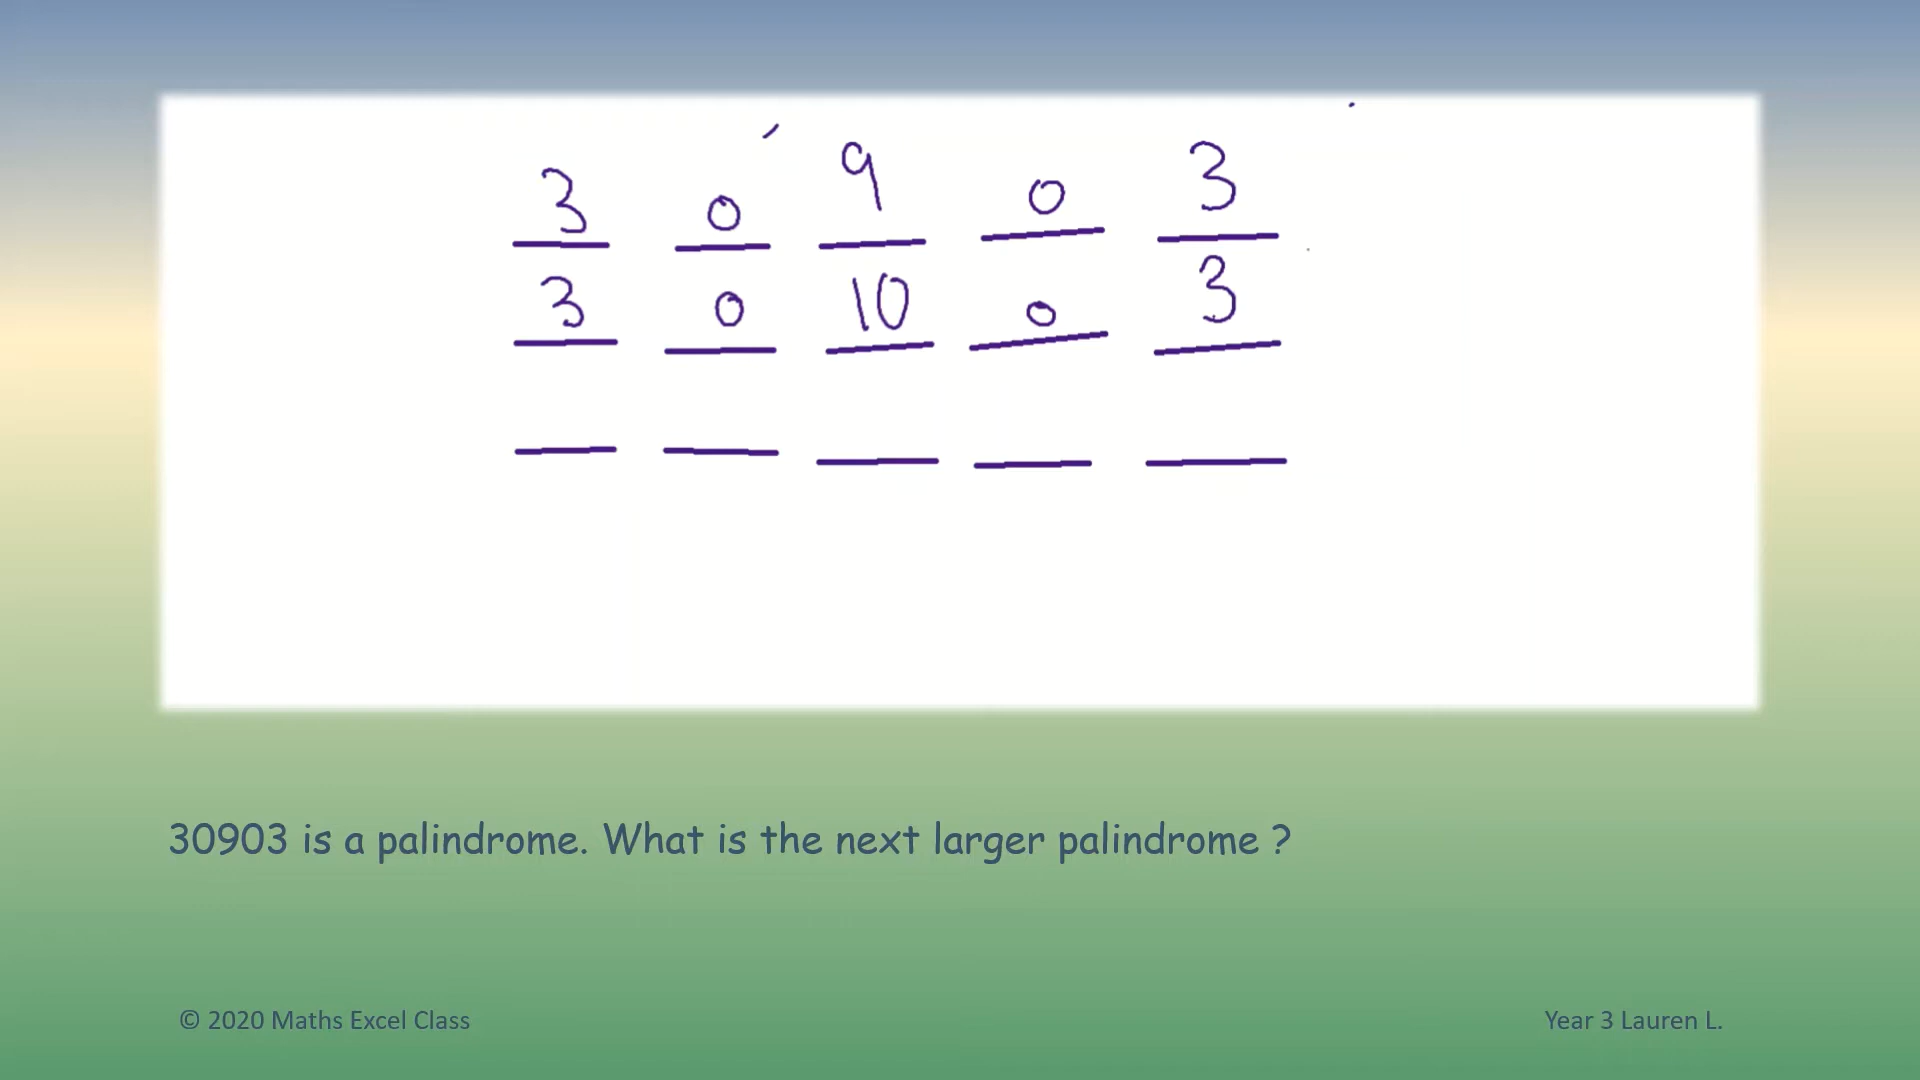 3 0 9 0 3
3 0 10 0 3
30903 is a palindrome. What is the next larger palindrome ?
© 2020 Maths Excel Class
Year 3 Lauren L.